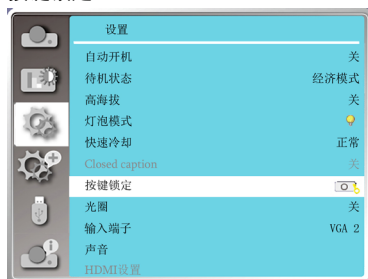 设置
自动开机 关
待机状态 经济模式
高海拔 关
灯泡模式
快速冷却 正常
Closed caption 关
按键锁定
光圈 关
输入端子 VGA 2
声音
HDMI设置